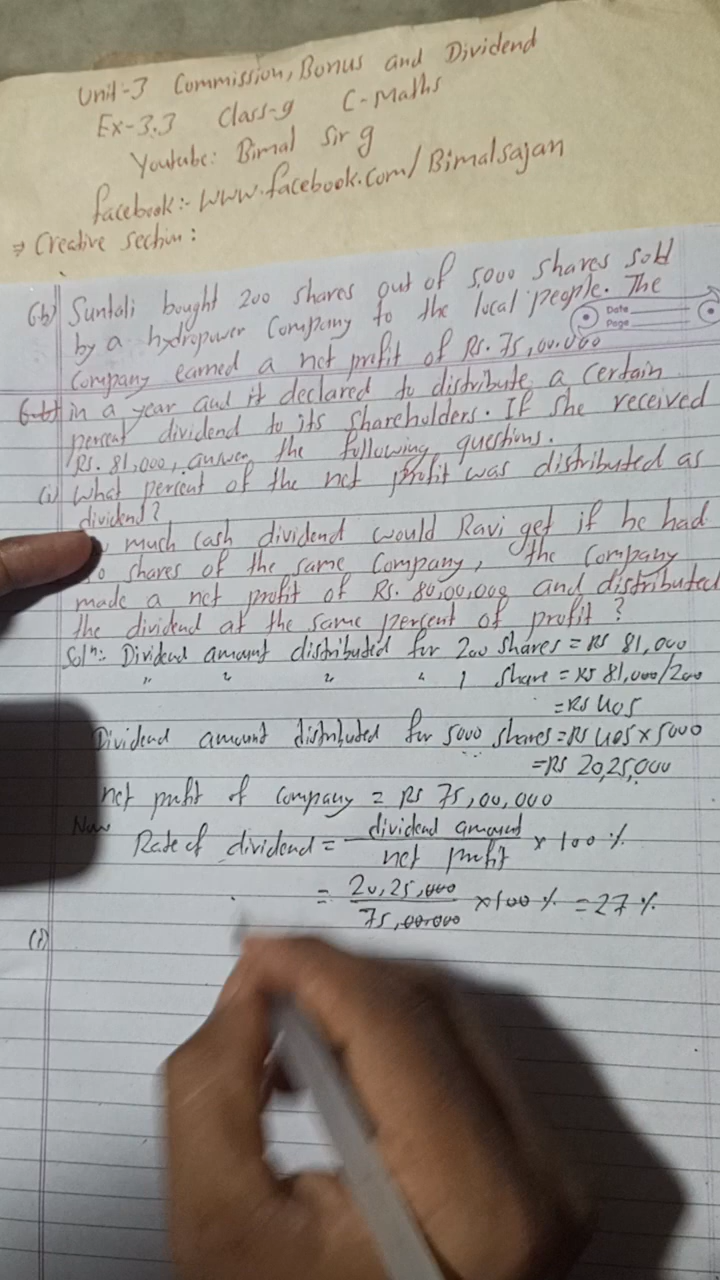 Unit-3 Commission, Bonus and Dividend
Ex-3.3 Class-9 C-Maths
Youtube: Bimal Sir g
facebook:- www.facebook.com/Bimalsajan
⇒ Creative section:
6b) Suntali bought 200 shares out of 5,000 shares sold
by a hydropower company to the local people. The
Date
Page
company earned a net profit of Rs. 75,00,000
in a year and it declared to distribute a certain
percent dividend to its shareholders. If she received
Rs. 81,000, answer the following questions.
(i) What percent of the net profit was distributed as
dividend?
much cash dividend would Ravi get if he had
shares of the same company, the company
made a net profit of Rs. 80,00,000 and distributed
the dividend at the same percent of profit?
Solⁿ: Dividend amount distributed for 200 shares = Rs 81,000
" " " " 1 share = Rs 81,000/200
= Rs 405
Dividend amount distributed for 5000 shares = Rs 405 × 5000
= Rs 20,25,000
net profit of company = Rs 75,00,000
Now
Rate of dividend = dividend amount / net profit × 100 %
= 20,25,000 / 75,00,000 × 100 % = 27 %
(i)